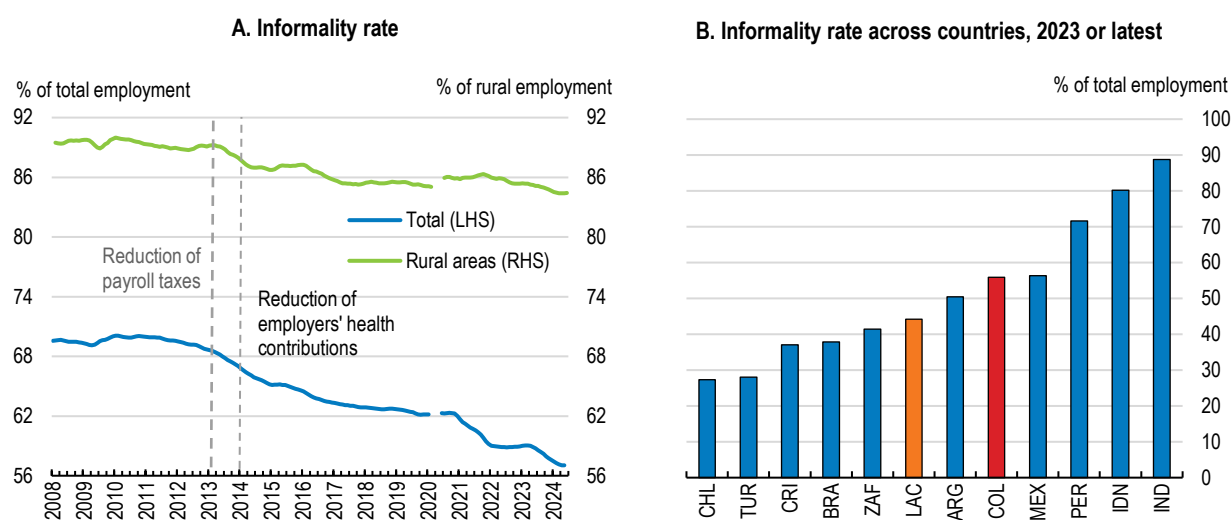 A. Informality rate
% of total employment
% of rural employment
92
86
80
74
68
62
56
92
86
80
74
68
62
56
Total (LHS)
Rural areas (RHS)
Reduction of
payroll taxes
Reduction of
employers' health
contributions
2008
2009
2010
2011
2012
2013
2014
2015
2016
2017
2018
2019
2020
2021
2022
2023
2024
B. Informality rate across countries, 2023 or latest
% of total employment
100
90
80
70
60
50
40
30
20
10
0
CHL
TUR
CRI
BRA
ZAF
LAC
ARG
COL
MEX
PER
IDN
IND